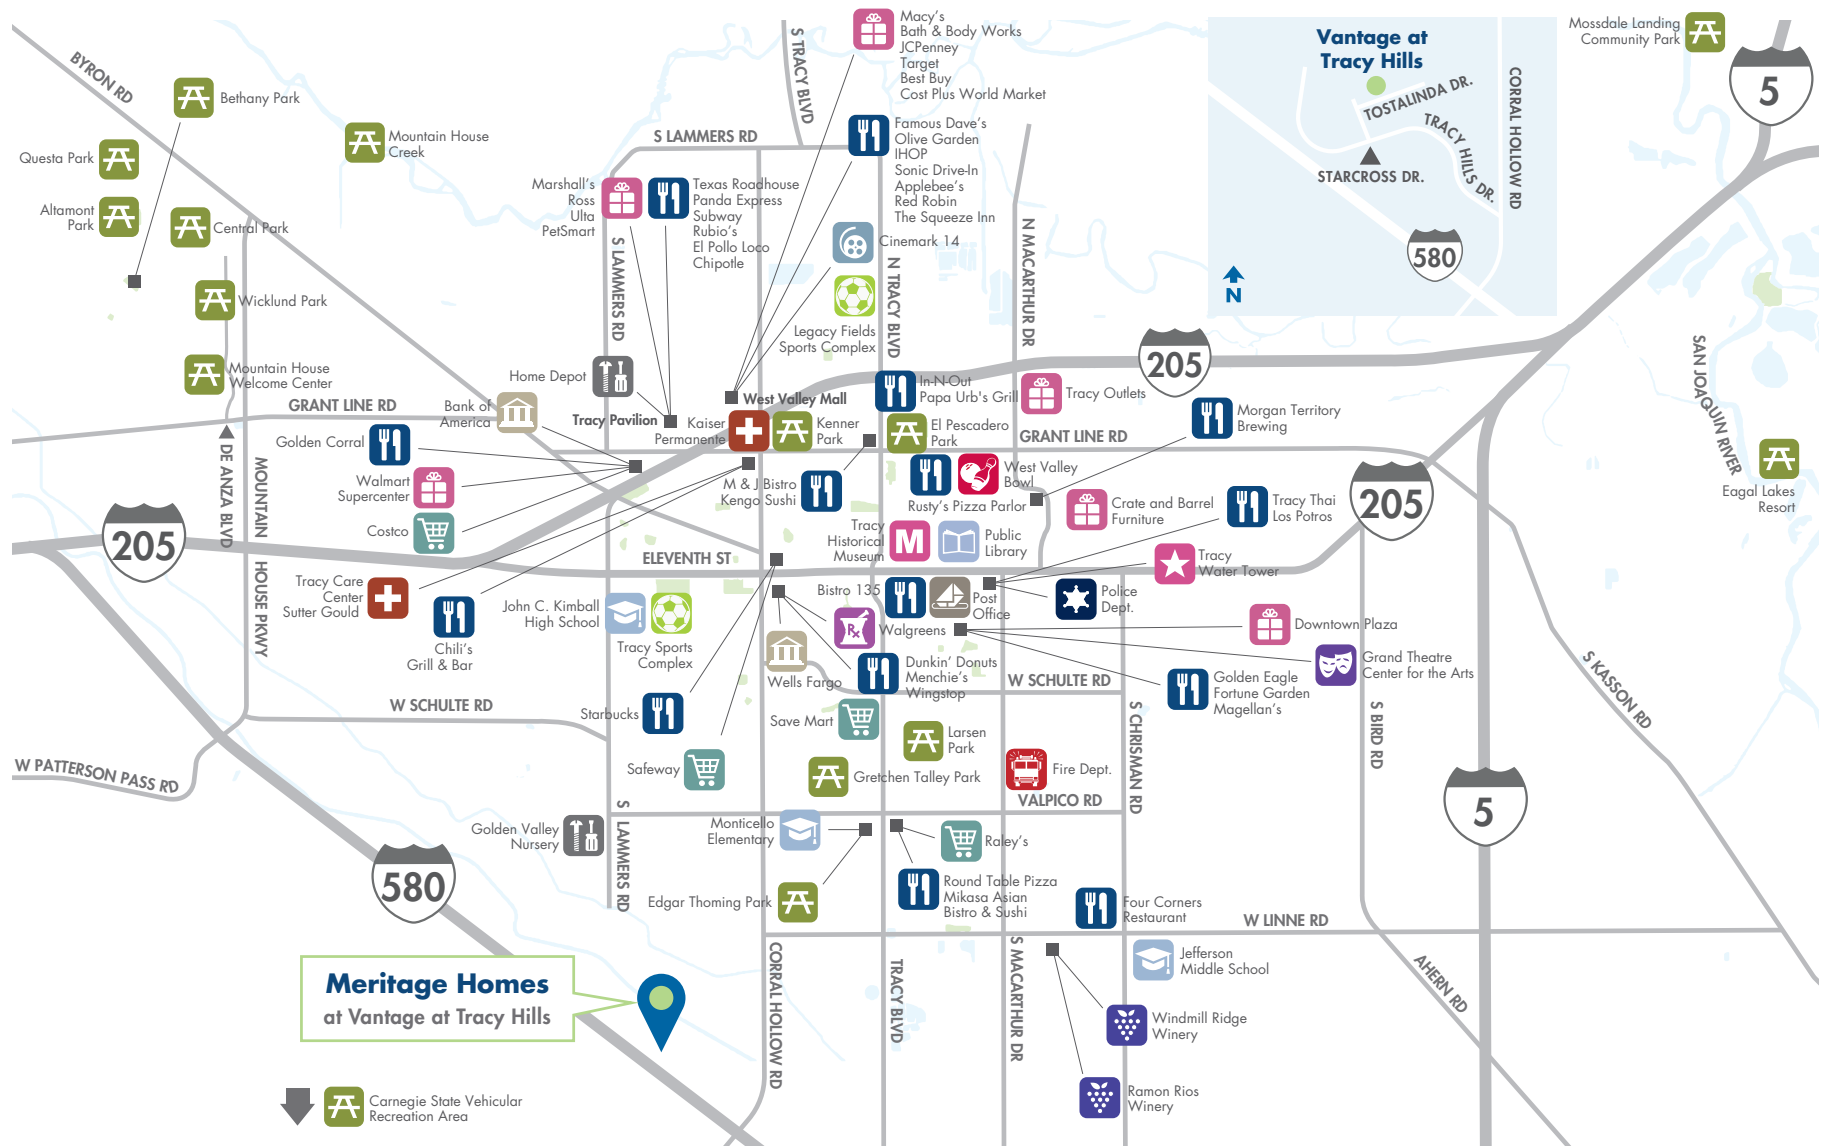 Macy's
Bath & Body Works
JCPenney
Target
Best Buy
Cost Plus World Market
S TRACY BLVD
Vantage at
Tracy Hills
TOSTALINDA DR.
TRACY HILLS DR.
CORRAL HOLLOW RD
STARCROSS DR.
580
N
Mossdale Landing
Community Park
5
BYRON RD
Bethany Park
Questa Park
Mountain House
Creek
Altamont
Park
Central Park
Wicklund Park
Mountain House
Welcome Center
S LAMMERS RD
Famous Dave's
Olive Garden
IHOP
Sonic Drive-In
Applebee's
Red Robin
The Squeeze Inn
Marshall's
Ross
Ulta
PetSmart
Texas Roadhouse
Panda Express
Subway
Rubio's
El Pollo Loco
Chipotle
S LAMMERS RD
Cinemark 14
Legacy Fields
Sports Complex
N TRACY BLVD
N MACARTHUR DR
205
SAN JOAQUIN RIVER
Home Depot
In-N-Out
Papa Urb's Grill
Tracy Outlets
Morgan Territory
Brewing
GRANT LINE RD
Bank of
America
Tracy Pavilion
West Valley Mall
Kaiser
Permanente
Kenner
Park
El Pescadero
Park
GRANT LINE RD
Golden Corral
Walmart
Supercenter
Costco
M & J Bistro
Kengo Sushi
West Valley
Bowl
Rusty's Pizza Parlor
Crate and Barrel
Furniture
Tracy Thai
Los Potros
205
Eagal Lakes
Resort
DE ANZA BLVD
MOUNTAIN HOUSE PKWY
205
ELEVENTH ST
Tracy
Historical
Museum
M
Public
Library
Tracy
Water Tower
Tracy Care
Center
Sutter Gould
Chili's
Grill & Bar
John C. Kimball
High School
Tracy Sports
Complex
Bistro 135
Post
Office
Police
Dept.
Rx
Walgreens
Downtown Plaza
Grand Theatre
Center for the Arts
Wells Fargo
Dunkin' Donuts
Menchie's
Wingstop
W SCHULTE RD
Golden Eagle
Fortune Garden
Magellan's
S KASSON RD
W SCHULTE RD
Starbucks
Save Mart
Larsen
Park
S CHRISMAN RD
S BIRD RD
W PATTERSON PASS RD
Safeway
Gretchen Talley Park
Fire Dept.
VALPICO RD
5
Golden Valley
Nursery
S LAMMERS RD
Monticello
Elementary
Raley's
580
Edgar Thoming Park
Round Table Pizza
Mikasa Asian
Bistro & Sushi
Four Corners
Restaurant
W LINNE RD
CORRAL HOLLOW RD
TRACY BLVD
S MACARTHUR DR
Jefferson
Middle School
AHERN RD
Meritage Homes
at Vantage at Tracy Hills
Windmill Ridge
Winery
Ramon Rios
Winery
Carnegie State Vehicular
Recreation Area